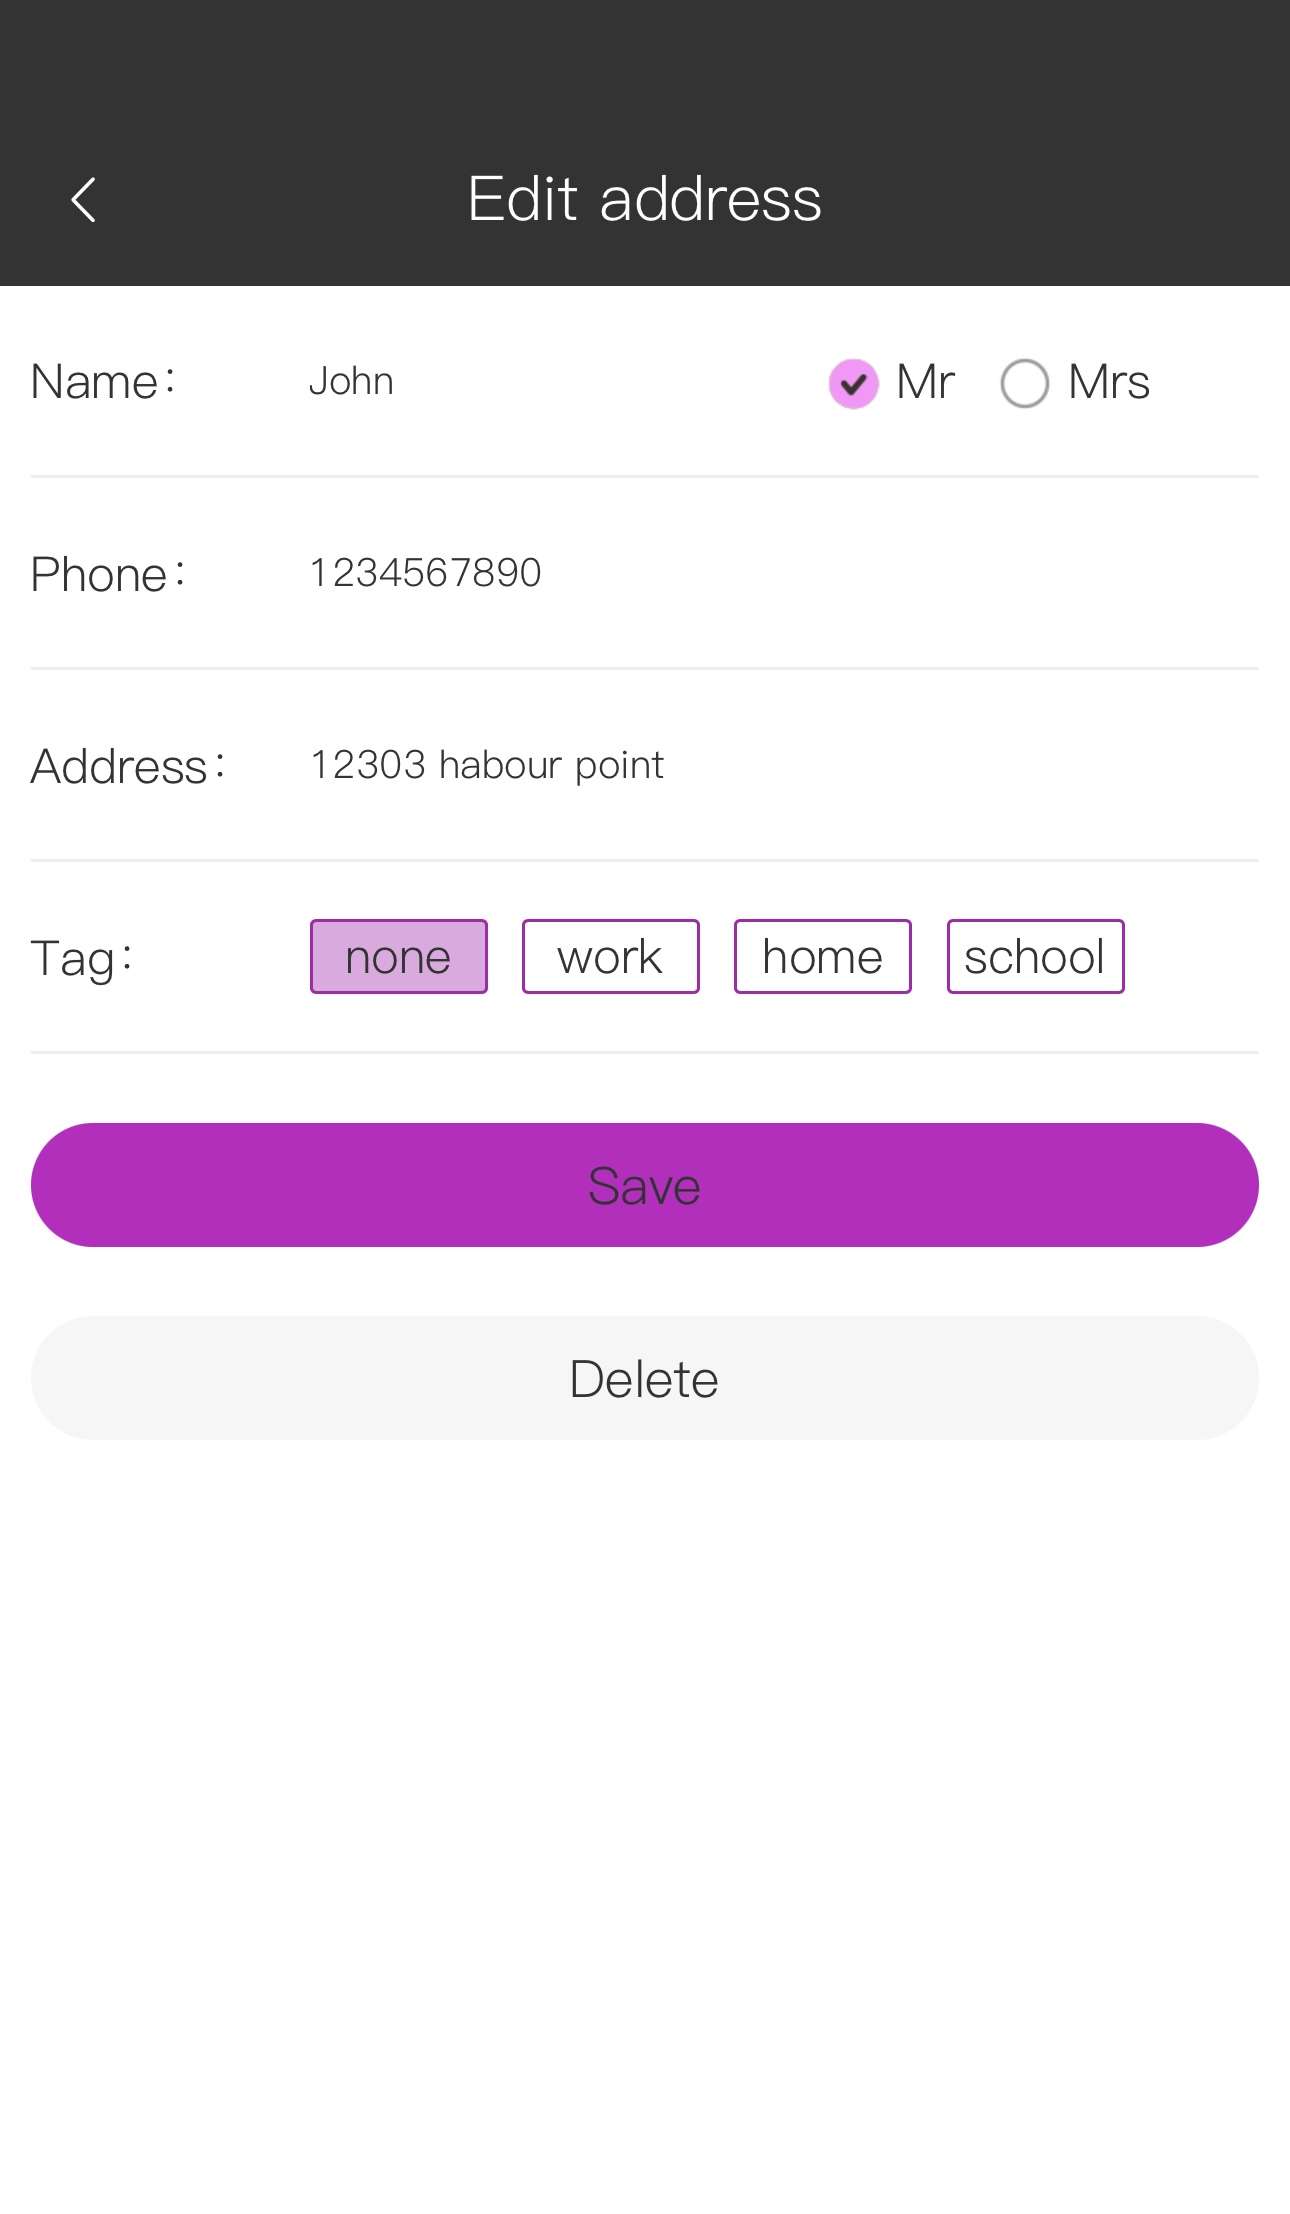 Edit address
Name: John Mr Mrs
Phone: 1234567890
Address: 12303 habour point
Tag: none work home school
Save
Delete